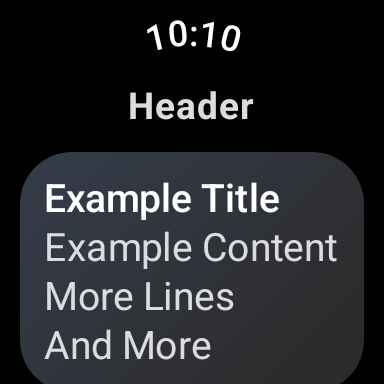 10:10
Header
Example Title
Example Content
More Lines
And More